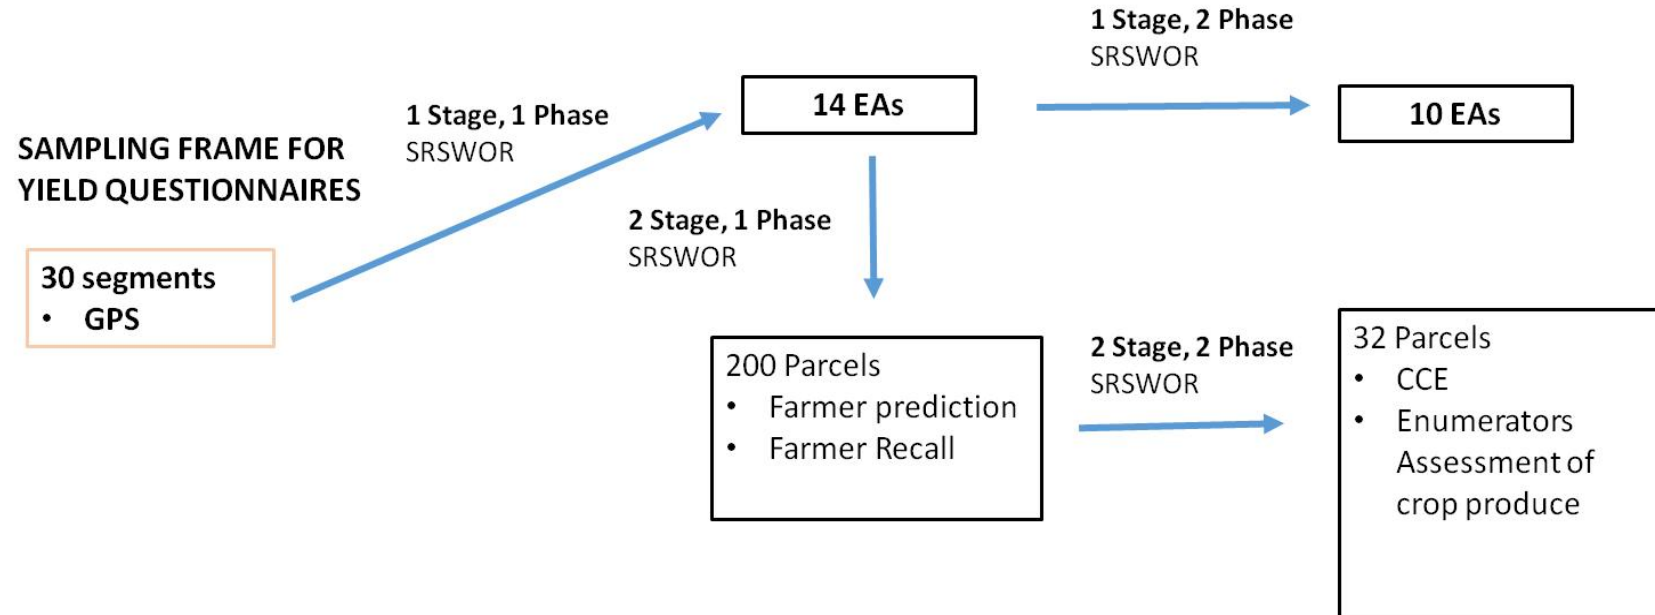 SAMPLING FRAME FOR
YIELD QUESTIONNAIRES
30 segments
• GPS
1 Stage, 1 Phase
SRSWOR
14 EAs
1 Stage, 2 Phase
SRSWOR
10 EAs
2 Stage, 1 Phase
SRSWOR
200 Parcels
• Farmer prediction
• Farmer Recall
2 Stage, 2 Phase
SRSWOR
32 Parcels
• CCE
• Enumerators
Assessment of
crop produce